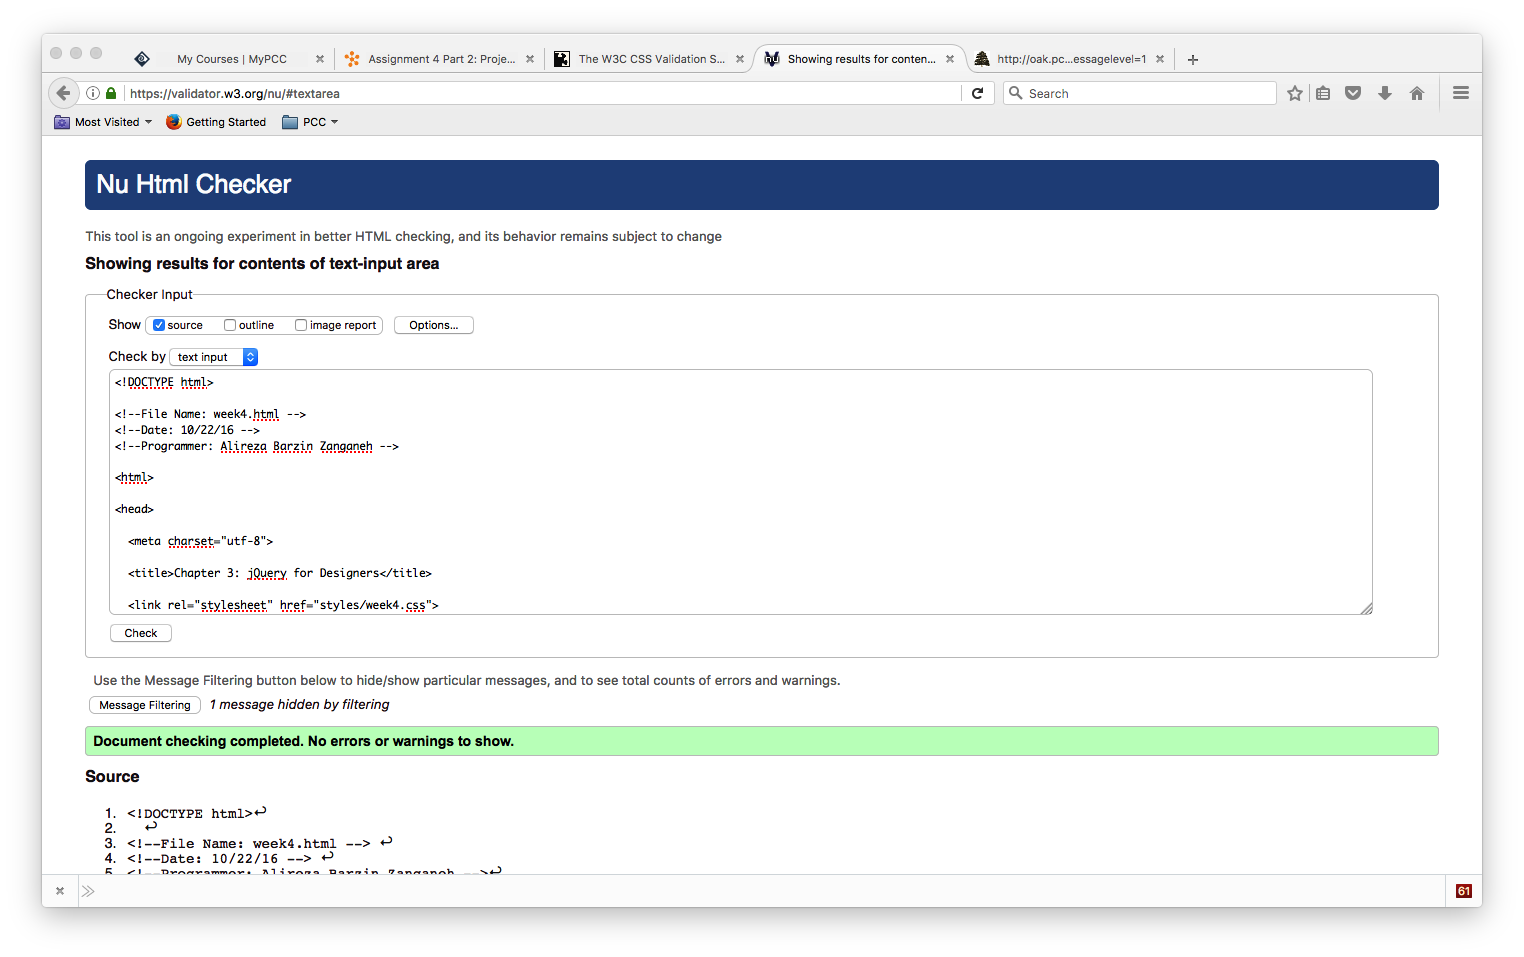 My Courses | MyPCC
Assignment 4 Part 2: Proje...
The W3C CSS Validation S...
Showing results for conten...
http://oak.pc...essagelevel=1
https://validator.w3.org/nu/#textarea
Search
Most Visited
Getting Started
PCC
Nu Html Checker
This tool is an ongoing experiment in better HTML checking, and its behavior remains subject to change
Showing results for contents of text-input area
Checker Input
Show source outline image report Options...
Check by text input
<!DOCTYPE html>
<!--File Name: week4.html -->
<!--Date: 10/22/16 -->
<!--Programmer: Alireza Barzin Zanganeh -->
<html>
<head>
<meta charset="utf-8">
<title>Chapter 3: jQuery for Designers</title>
<link rel="stylesheet" href="styles/week4.css">
Check
Use the Message Filtering button below to hide/show particular messages, and to see total counts of errors and warnings.
Message Filtering 1 message hidden by filtering
Document checking completed. No errors or warnings to show.
Source
1. <!DOCTYPE html>↩
2. ↩
3. <!--File Name: week4.html --> ↩
4. <!--Date: 10/22/16 --> ↩
5. <!--Programmer: Alireza Barzin Zanganeh -->↩
61